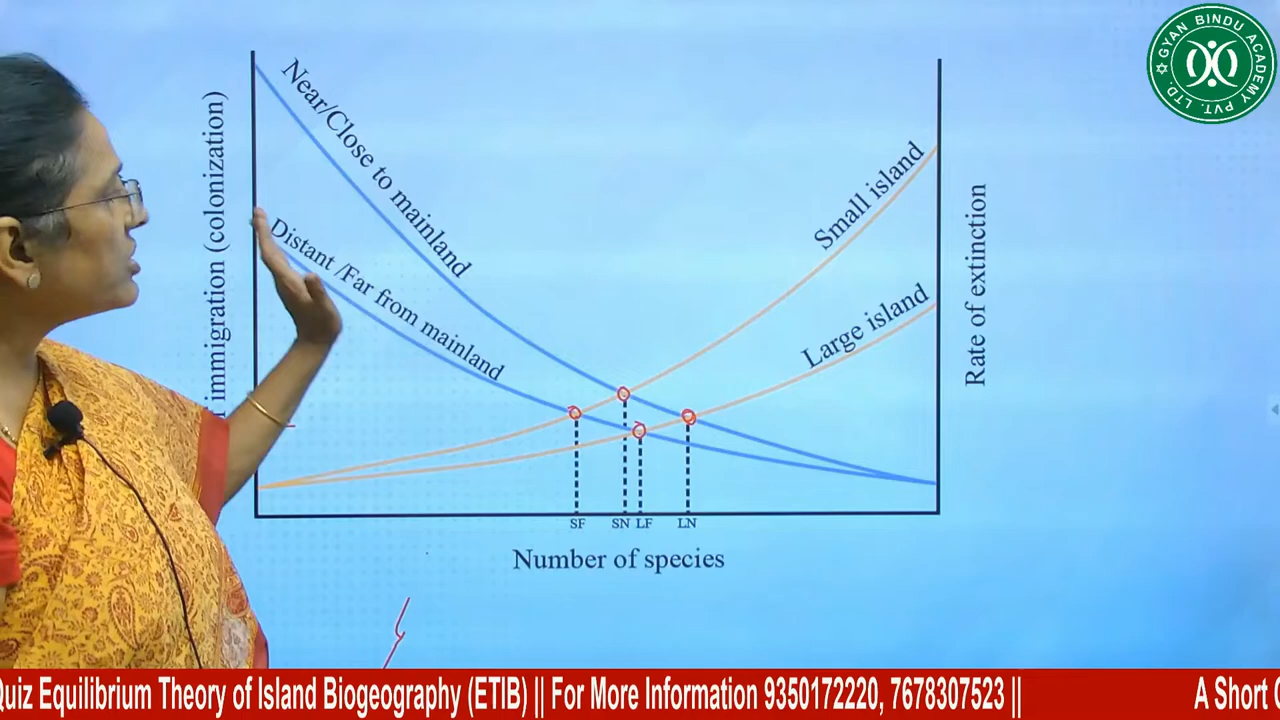 GYAN BINDU ACADEMY PVT. LTD.
Near/Close to mainland
Distant /Far from mainland
immigration (colonization)
Small island
Large island
Rate of extinction
SF SN LF LN
Number of species
Quiz Equilibrium Theory of Island Biogeography (ETIB) || For More Information 9350172220, 7678307523 || A Short